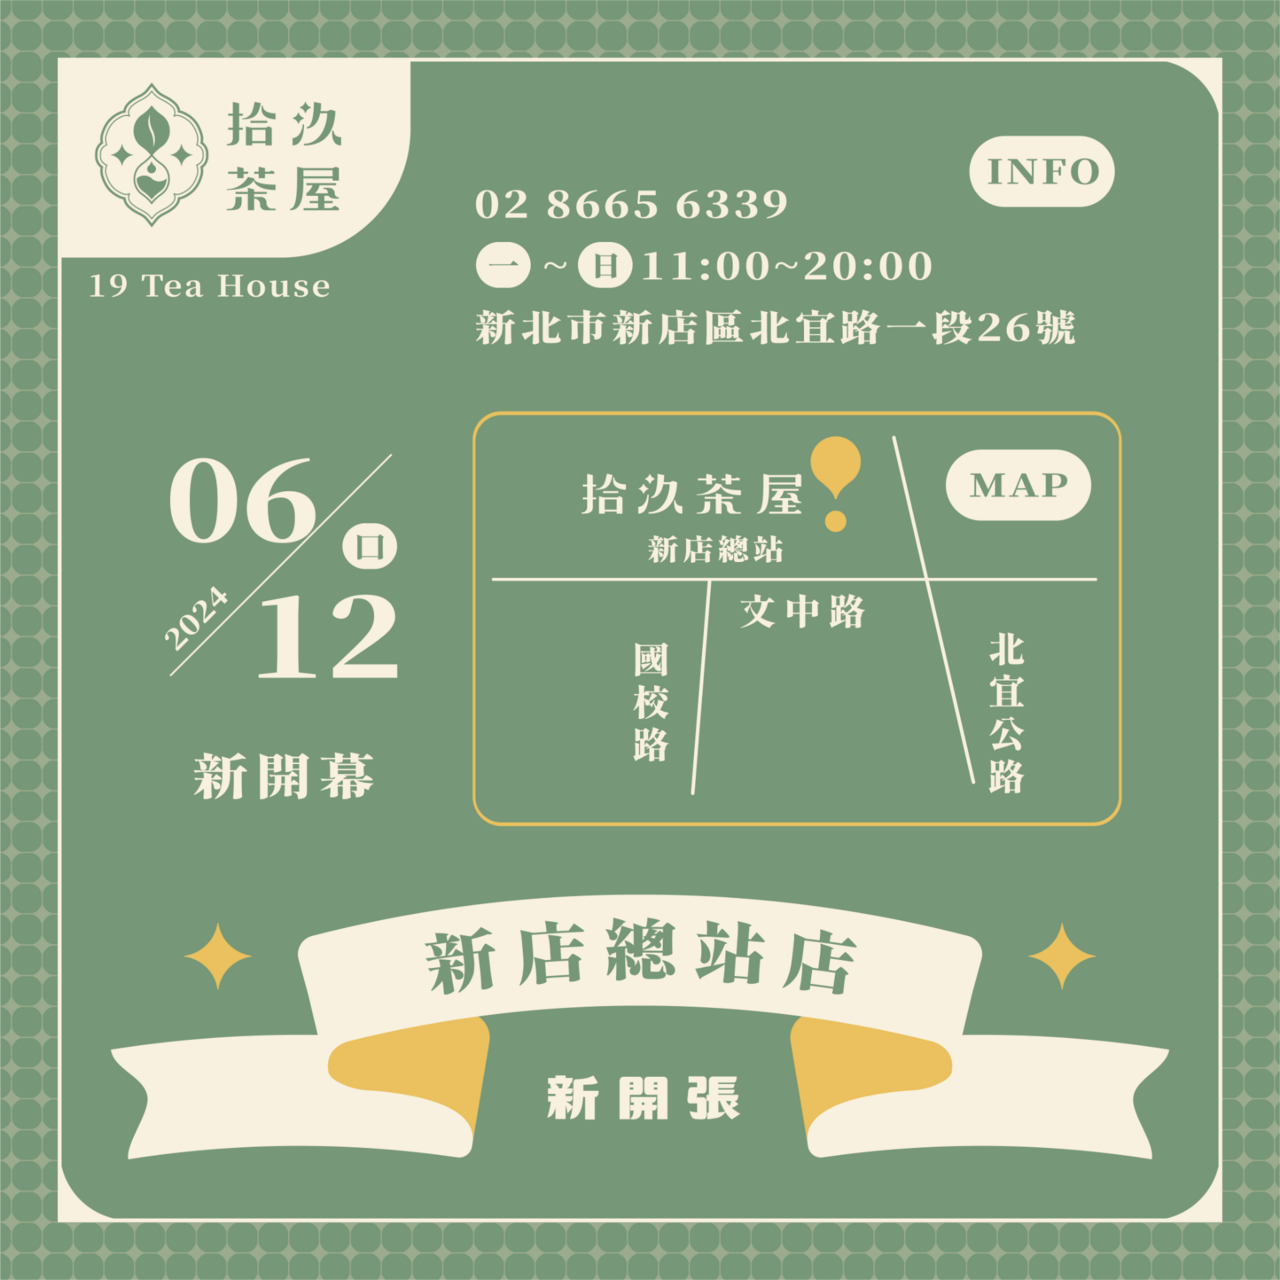 拾汣
茶屋
19 Tea House
INFO
02 8665 6339
一 ~ 日 11:00~20:00
新北市新店區北宜路一段26號
06
口
2024
12
新開幕
MAP
拾汣茶屋
新店總站
文中路
國校路
北宜公路
新店總站店
新開張